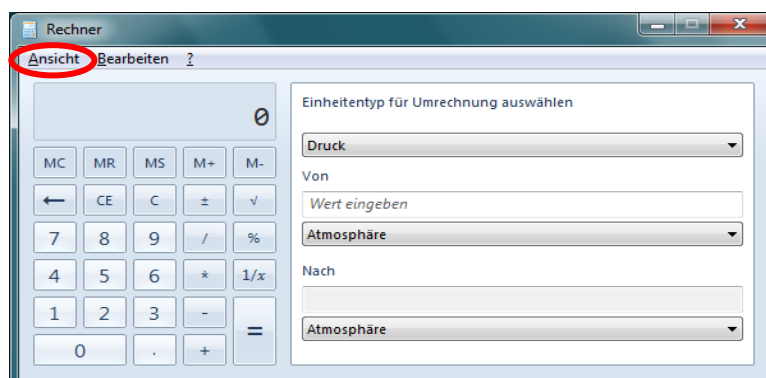 Rechner
Ansicht Bearbeiten ?
0
MC MR MS M+ M-
← CE C ± √
7 8 9 / %
4 5 6 * 1/x
1 2 3 - =
0 . +
Einheitentyp für Umrechnung auswählen
Druck
Von
Wert eingeben
Atmosphäre
Nach
Atmosphäre